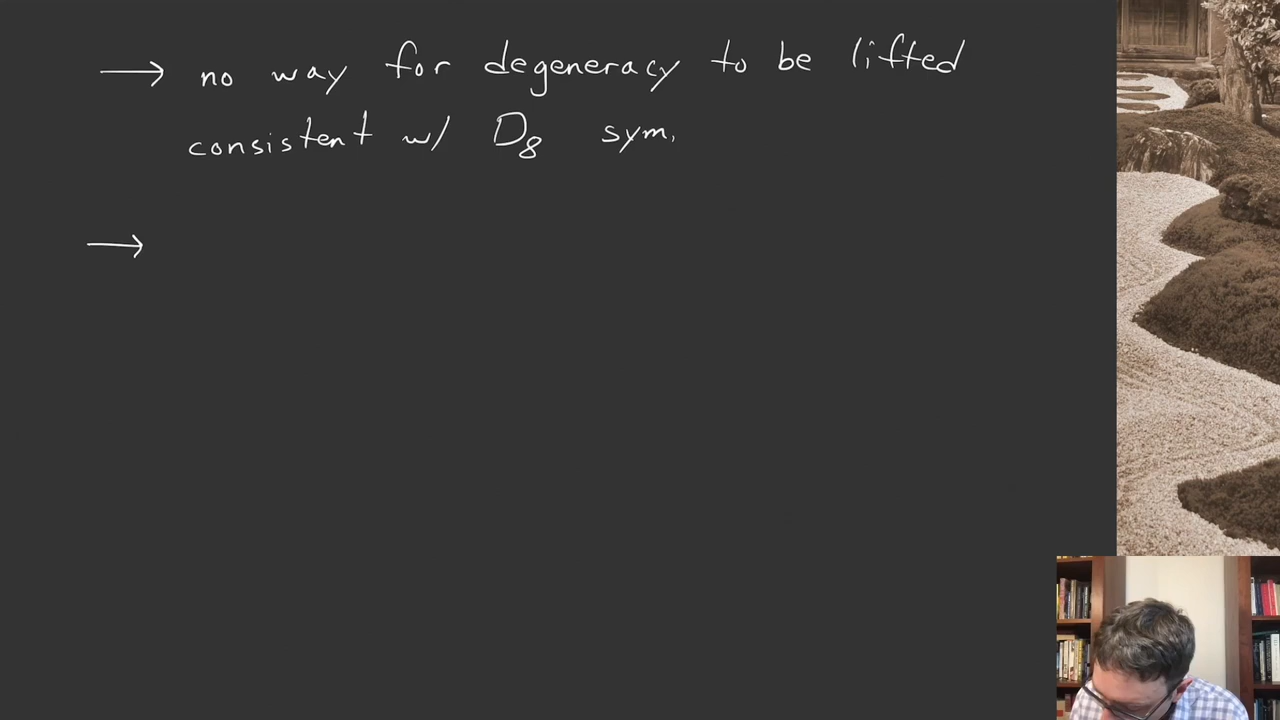 → no way for degeneracy to be lifted
consistent w/ D₈ sym.
→